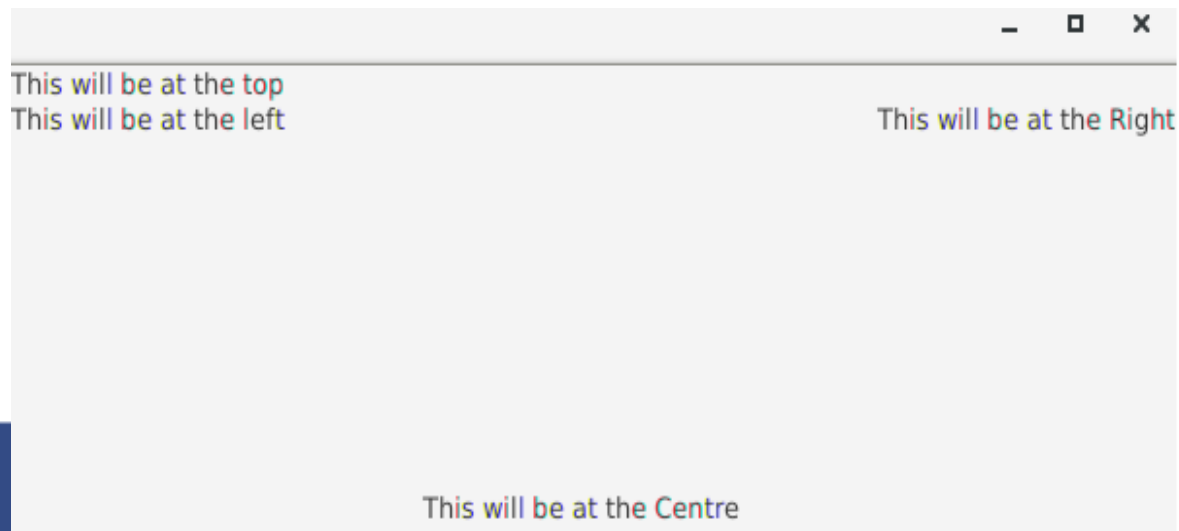 This will be at the top
This will be at the left
This will be at the Right
This will be at the Centre